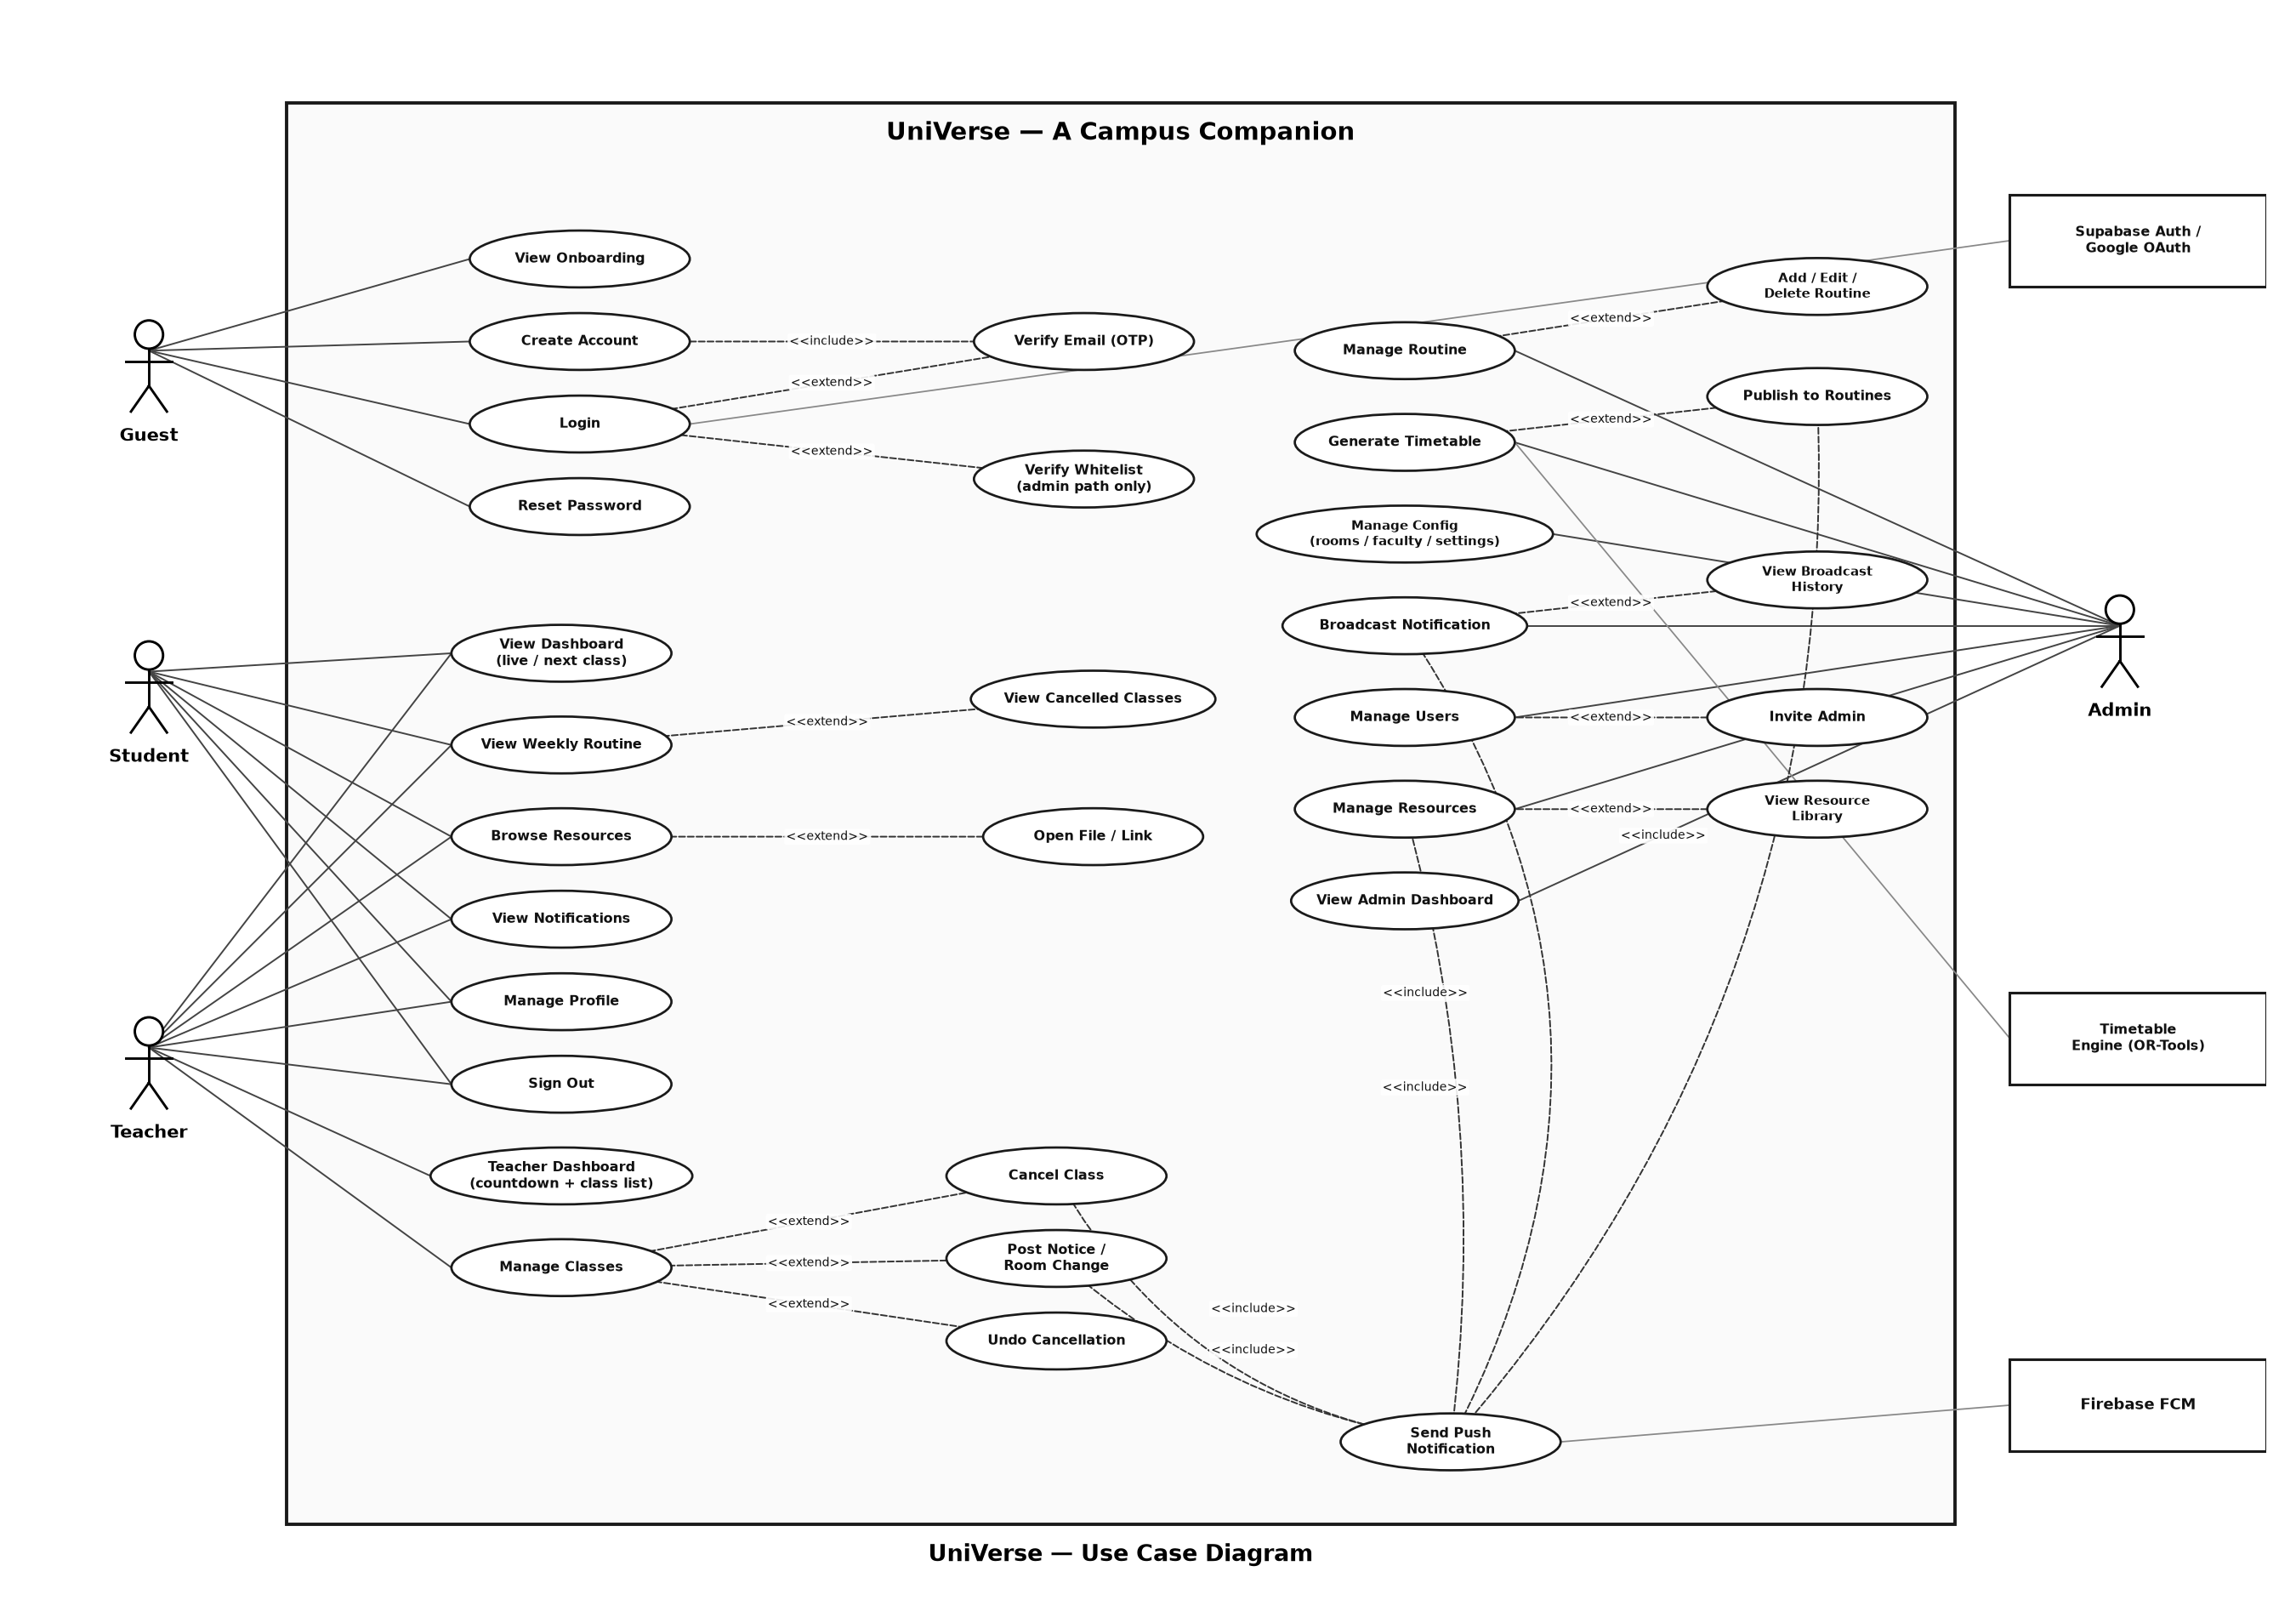 UniVerse — A Campus Companion
View Onboarding
Create Account
<<include>>
Verify Email (OTP)
<<extend>>
Login
<<extend>>
Verify Whitelist
(admin path only)
Reset Password
Guest
View Dashboard
(live / next class)
View Weekly Routine
<<extend>>
View Cancelled Classes
Browse Resources
<<extend>>
Open File / Link
View Notifications
Manage Profile
Sign Out
Student
Teacher
Teacher Dashboard
(countdown + class list)
Manage Classes
<<extend>>
<<extend>>
<<extend>>
Cancel Class
Post Notice /
Room Change
Undo Cancellation
<<include>>
<<include>>
Manage Routine
<<extend>>
Add / Edit /
Delete Routine
Generate Timetable
<<extend>>
Publish to Routines
Manage Config
(rooms / faculty / settings)
Broadcast Notification
<<extend>>
View Broadcast
History
Manage Users
<<extend>>
Invite Admin
Manage Resources
<<extend>>
View Resource
Library
<<include>>
View Admin Dashboard
<<include>>
<<include>>
Send Push
Notification
Admin
Supabase Auth /
Google OAuth
Timetable
Engine (OR-Tools)
Firebase FCM
UniVerse — Use Case Diagram